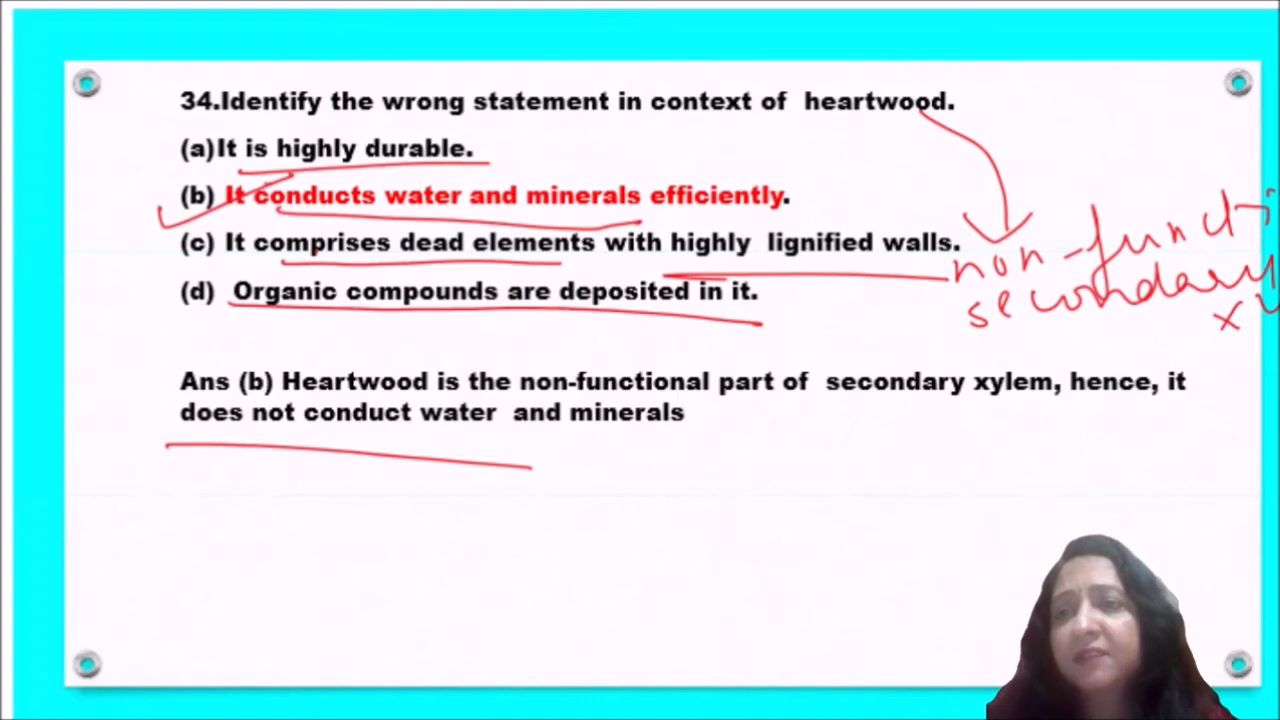 34.Identify the wrong statement in context of heartwood.
(a)It is highly durable.
(b) It conducts water and minerals efficiently.
(c) It comprises dead elements with highly lignified walls.
(d) Organic compounds are deposited in it.
non-functi
secondary
xy
Ans (b) Heartwood is the non-functional part of secondary xylem, hence, it
does not conduct water and minerals